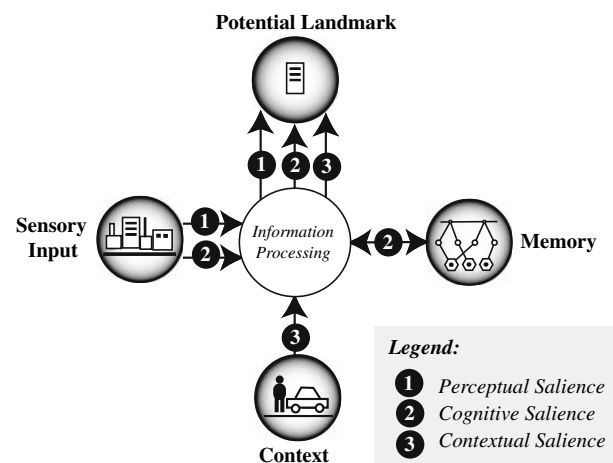 Potential Landmark
1
2
3
Sensory
Input
1
2
Information
Processing
2
Memory
3
Context
Legend:
1 Perceptual Salience
2 Cognitive Salience
3 Contextual Salience